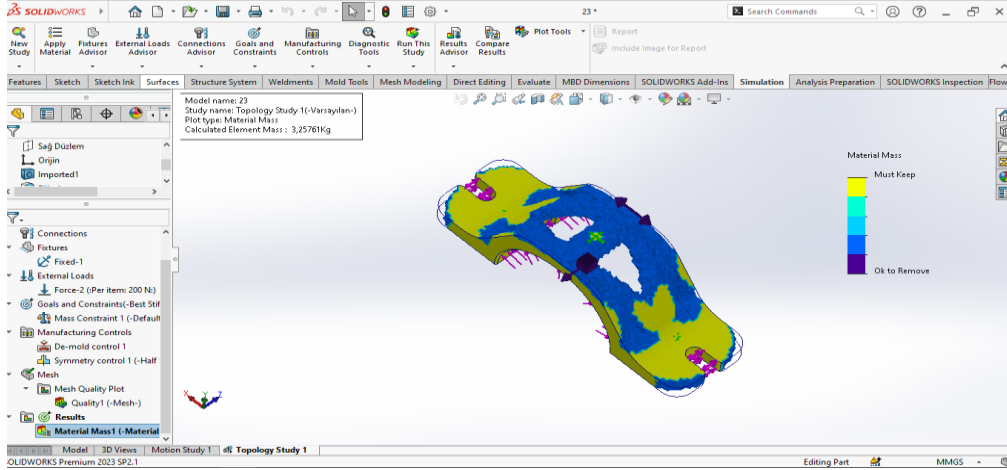 SOLIDWORKS
23 *
Search Commands
New Study
Apply Material
Fixtures Advisor
External Loads Advisor
Connections Advisor
Goals and Constraints
Manufacturing Controls
Diagnostic Tools
Run This Study
Results Advisor
Compare Results
Plot Tools
Report
Include Image for Report
Features
Sketch
Sketch Ink
Surfaces
Structure System
Weldments
Mold Tools
Mesh Modeling
Direct Editing
Evaluate
MBD Dimensions
SOLIDWORKS Add-Ins
Simulation
Analysis Preparation
SOLIDWORKS Inspection
Flow
Model name: 23
Study name: Topology Study 1(-Varsayılan-)
Plot type: Material Mass
Calculated Element Mass : 3,25761Kg
Sağ Düzlem
Orijin
Imported1
Connections
Fixtures
Fixed-1
External Loads
Force-2 (:Per item: 200 N:)
Goals and Constraints(-Best Stif
Mass Constraint 1 (-Default
Manufacturing Controls
De-mold control 1
Symmetry control 1 (-Half
Mesh
Mesh Quality Plot
Quality1 (-Mesh-)
Results
Material Mass1 (-Material
Material Mass
Must Keep
Ok to Remove
X
Y
Z
Model
3D Views
Motion Study 1
Topology Study 1
SOLIDWORKS Premium 2023 SP2.1
Editing Part
MMGS